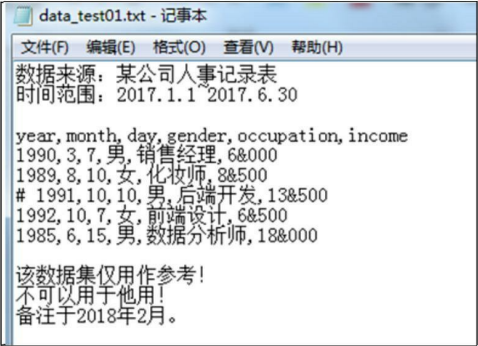 data_test01.txt - 记事本
文件(F) 编辑(E) 格式(O) 查看(V) 帮助(H)
数据来源：某公司人事记录表
时间范围：2017.1.1~2017.6.30
year,month,day,gender,occupation,income
1990,3,7,男,销售经理,6&000
1989,8,10,女,化妆师,8&500
# 1991,10,10,男,后端开发,13&500
1992,10,7,女,前端设计,6&500
1985,6,15,男,数据分析师,18&000
该数据集仅用作参考！
不可以用于他用！
备注于2018年2月。